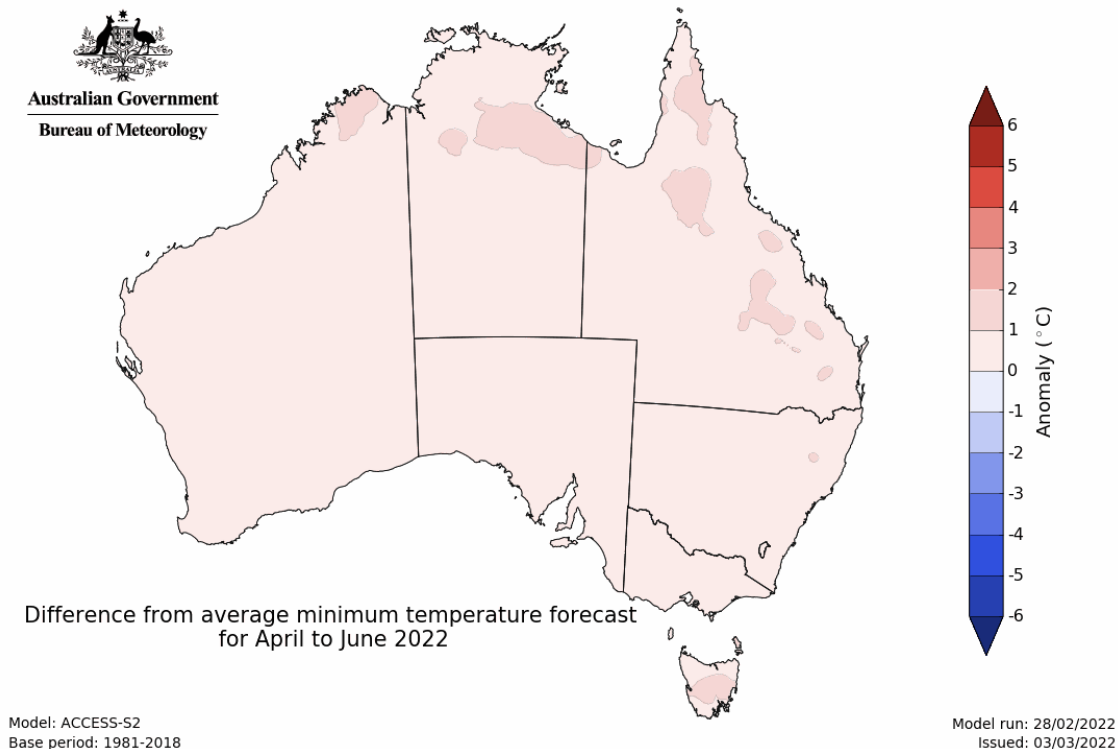 Australian Government
Bureau of Meteorology
6
5
4
3
2
1
0
-1
-2
-3
-4
-5
-6
Anomaly (°C)
Difference from average minimum temperature forecast
for April to June 2022
Model: ACCESS-S2
Base period: 1981-2018
Model run: 28/02/2022
Issued: 03/03/2022